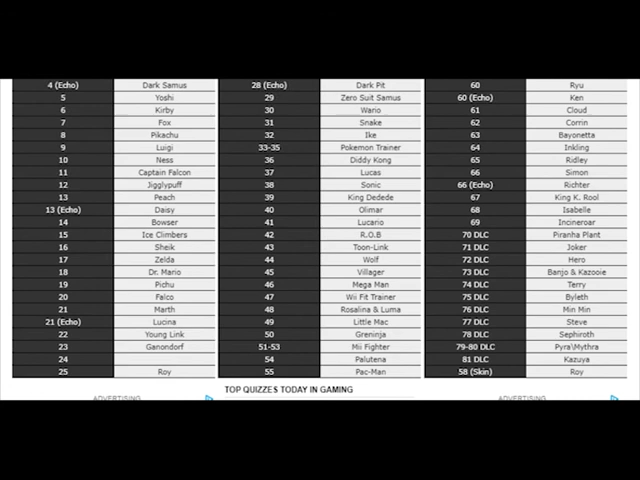 4 (Echo) Dark Samus 28 (Echo) Dark Pit 60 Ryu
5 Yoshi 29 Zero Suit Samus 60 (Echo) Ken
6 Kirby 30 Wario 61 Cloud
7 Fox 31 Snake 62 Corrin
8 Pikachu 32 Ike 63 Bayonetta
9 Luigi 33-35 Pokemon Trainer 64 Inkling
10 Ness 36 Diddy Kong 65 Ridley
11 Captain Falcon 37 Lucas 66 Simon
12 Jigglypuff 38 Sonic 66 (Echo) Richter
13 Peach 39 King Dedede 67 King K. Rool
13 (Echo) Daisy 40 Olimar 68 Isabelle
14 Bowser 41 Lucario 69 Incineroar
15 Ice Climbers 42 R.O.B 70 DLC Piranha Plant
16 Sheik 43 Toon-Link 71 DLC Joker
17 Zelda 44 Wolf 72 DLC Hero
18 Dr. Mario 45 Villager 73 DLC Banjo & Kazooie
19 Pichu 46 Mega Man 74 DLC Terry
20 Falco 47 Wii Fit Trainer 75 DLC Byleth
21 Marth 48 Rosalina & Luma 76 DLC Min Min
21 (Echo) Lucina 49 Little Mac 77 DLC Steve
22 Young Link 50 Greninja 78 DLC Sephiroth
23 Ganondorf 51-53 Mii Fighter 79-80 DLC Pyra\Mythra
24 54 Palutena 81 DLC Kazuya
25 Roy 55 Pac-Man 58 (Skin) Roy
TOP QUIZZES TODAY IN GAMING
ADVERTISING ADVERTISING